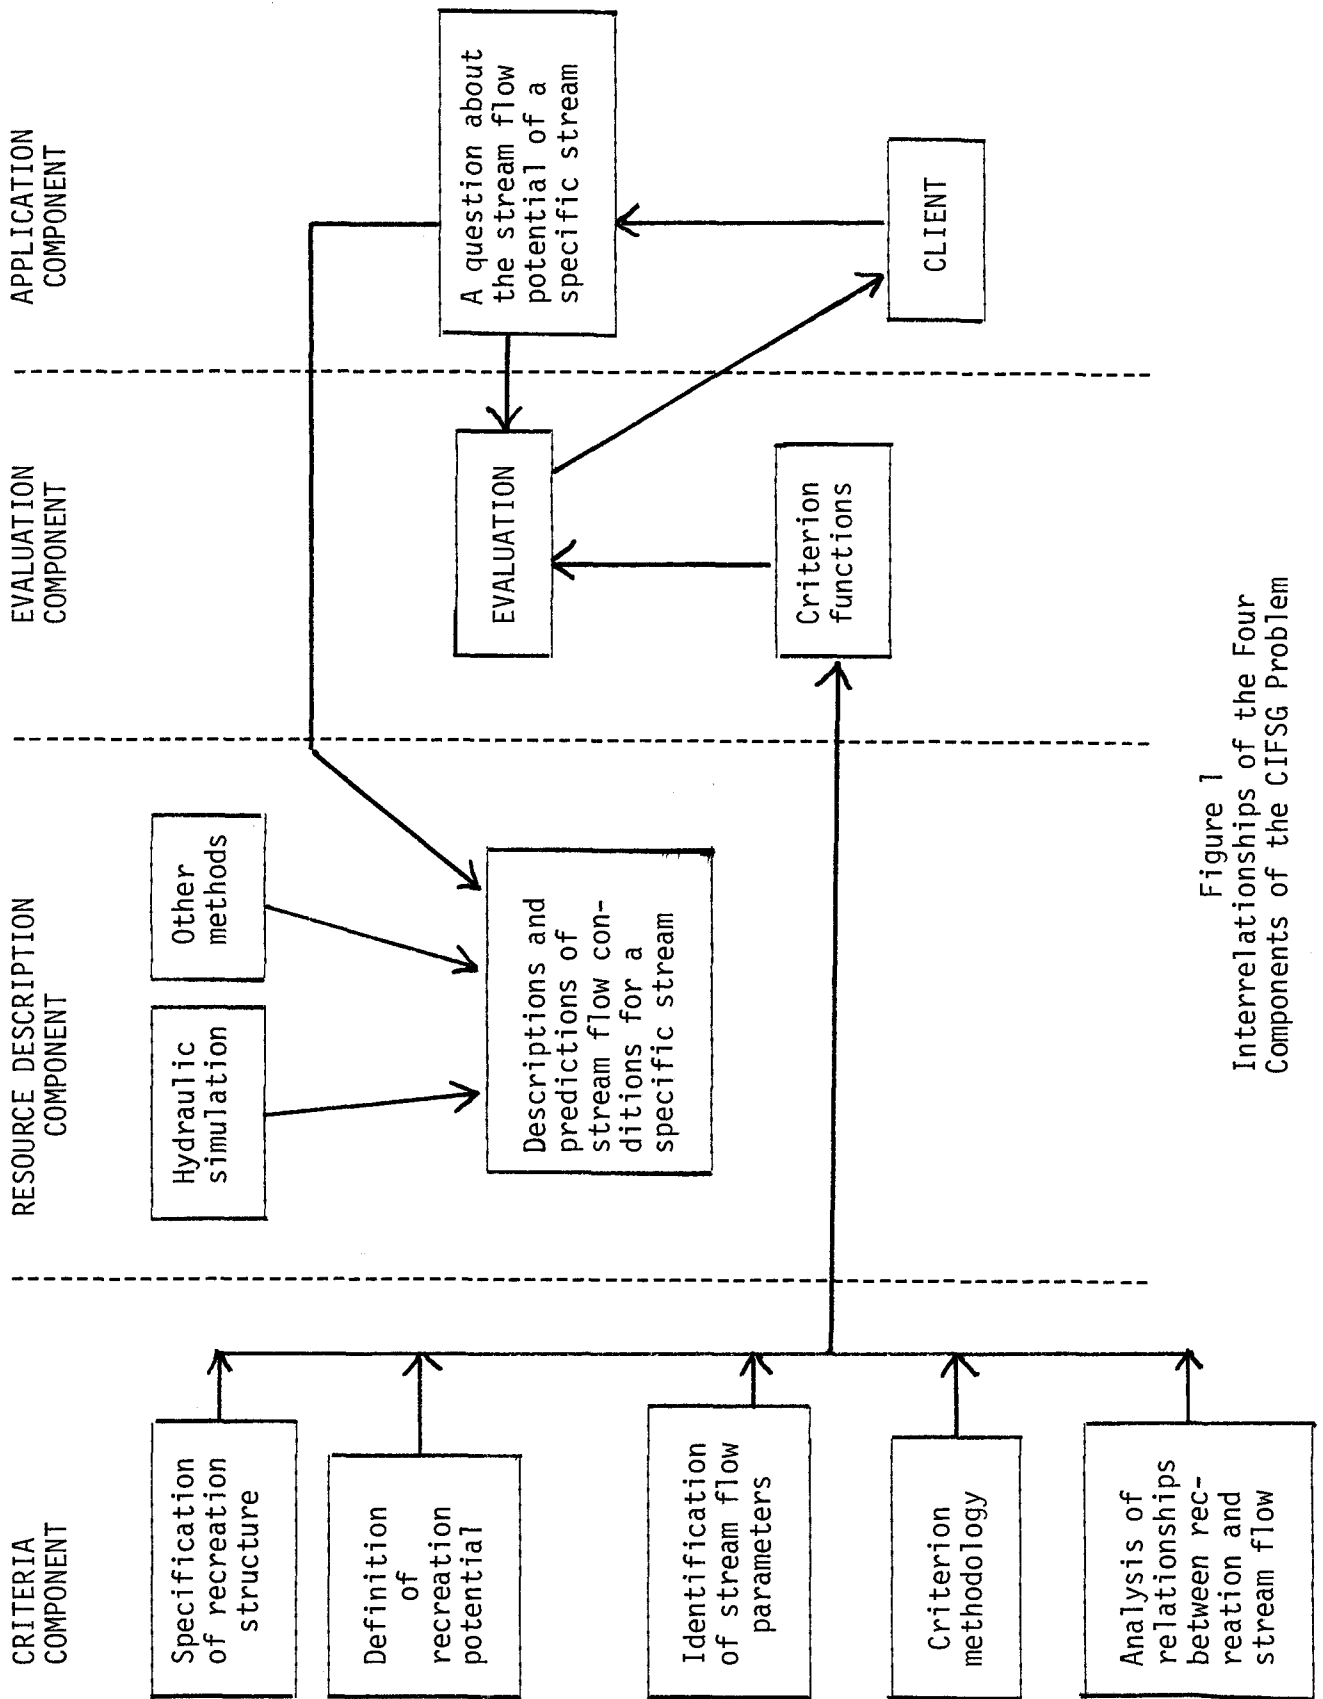 CRITERIA
COMPONENT
RESOURCE DESCRIPTION
COMPONENT
EVALUATION
COMPONENT
APPLICATION
COMPONENT
Specification
of recreation
structure
Definition
of
recreation
potential
Identification
of stream flow
parameters
Criterion
methodology
Analysis of
relationships
between rec-
reation and
stream flow
Hydraulic
simulation
Other
methods
Descriptions and
predictions of
stream flow con-
ditions for a
specific stream
EVALUATION
Criterion
functions
A question about
the stream flow
potential of a
specific stream
CLIENT
Figure 1
Interrelationships of the Four
Components of the CIFSG Problem